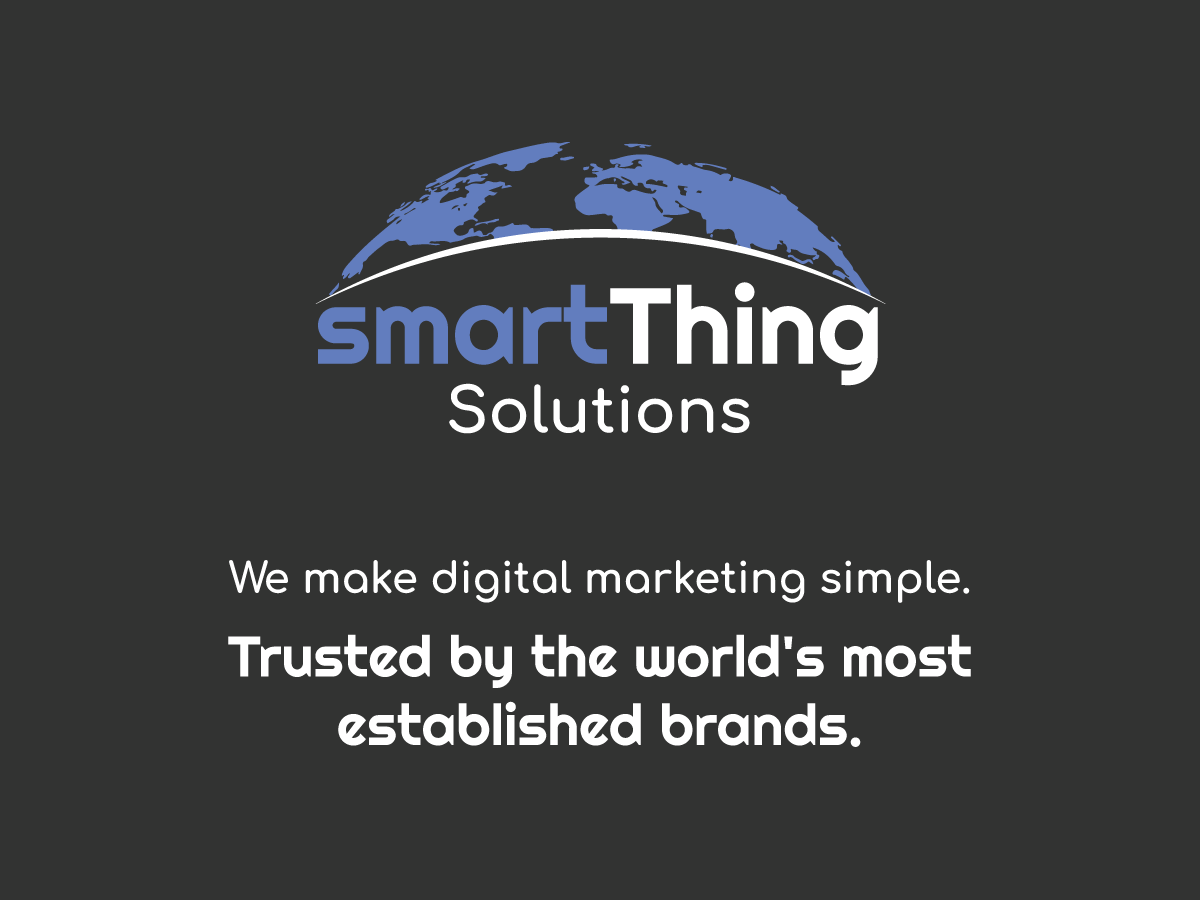 smartThing
Solutions
We make digital marketing simple.
Trusted by the world's most
established brands.